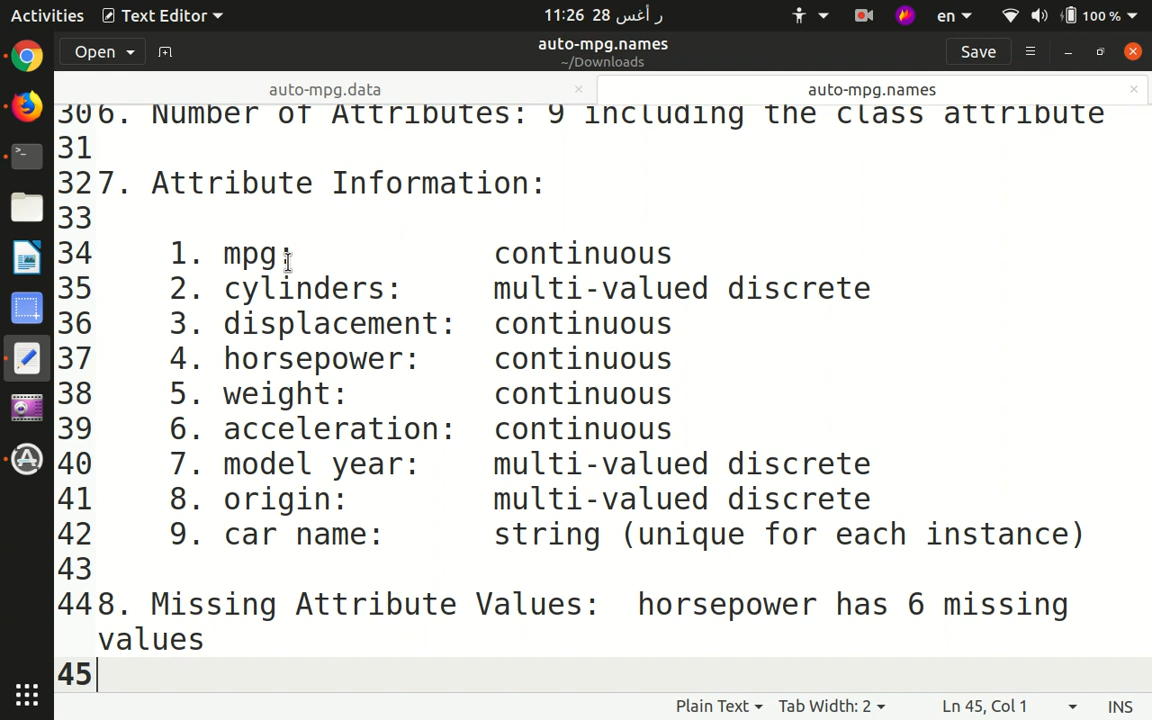 Activities Text Editor 11:26 28 ر أغس en 100 %
Open auto-mpg.names Save
~/Downloads
auto-mpg.data auto-mpg.names
30 6. Number of Attributes: 9 including the class attribute
31
32 7. Attribute Information:
33
34 1. mpg: continuous
35 2. cylinders: multi-valued discrete
36 3. displacement: continuous
37 4. horsepower: continuous
38 5. weight: continuous
39 6. acceleration: continuous
40 7. model year: multi-valued discrete
41 8. origin: multi-valued discrete
42 9. car name: string (unique for each instance)
43
44 8. Missing Attribute Values: horsepower has 6 missing
values
45
Plain Text Tab Width: 2 Ln 45, Col 1 INS